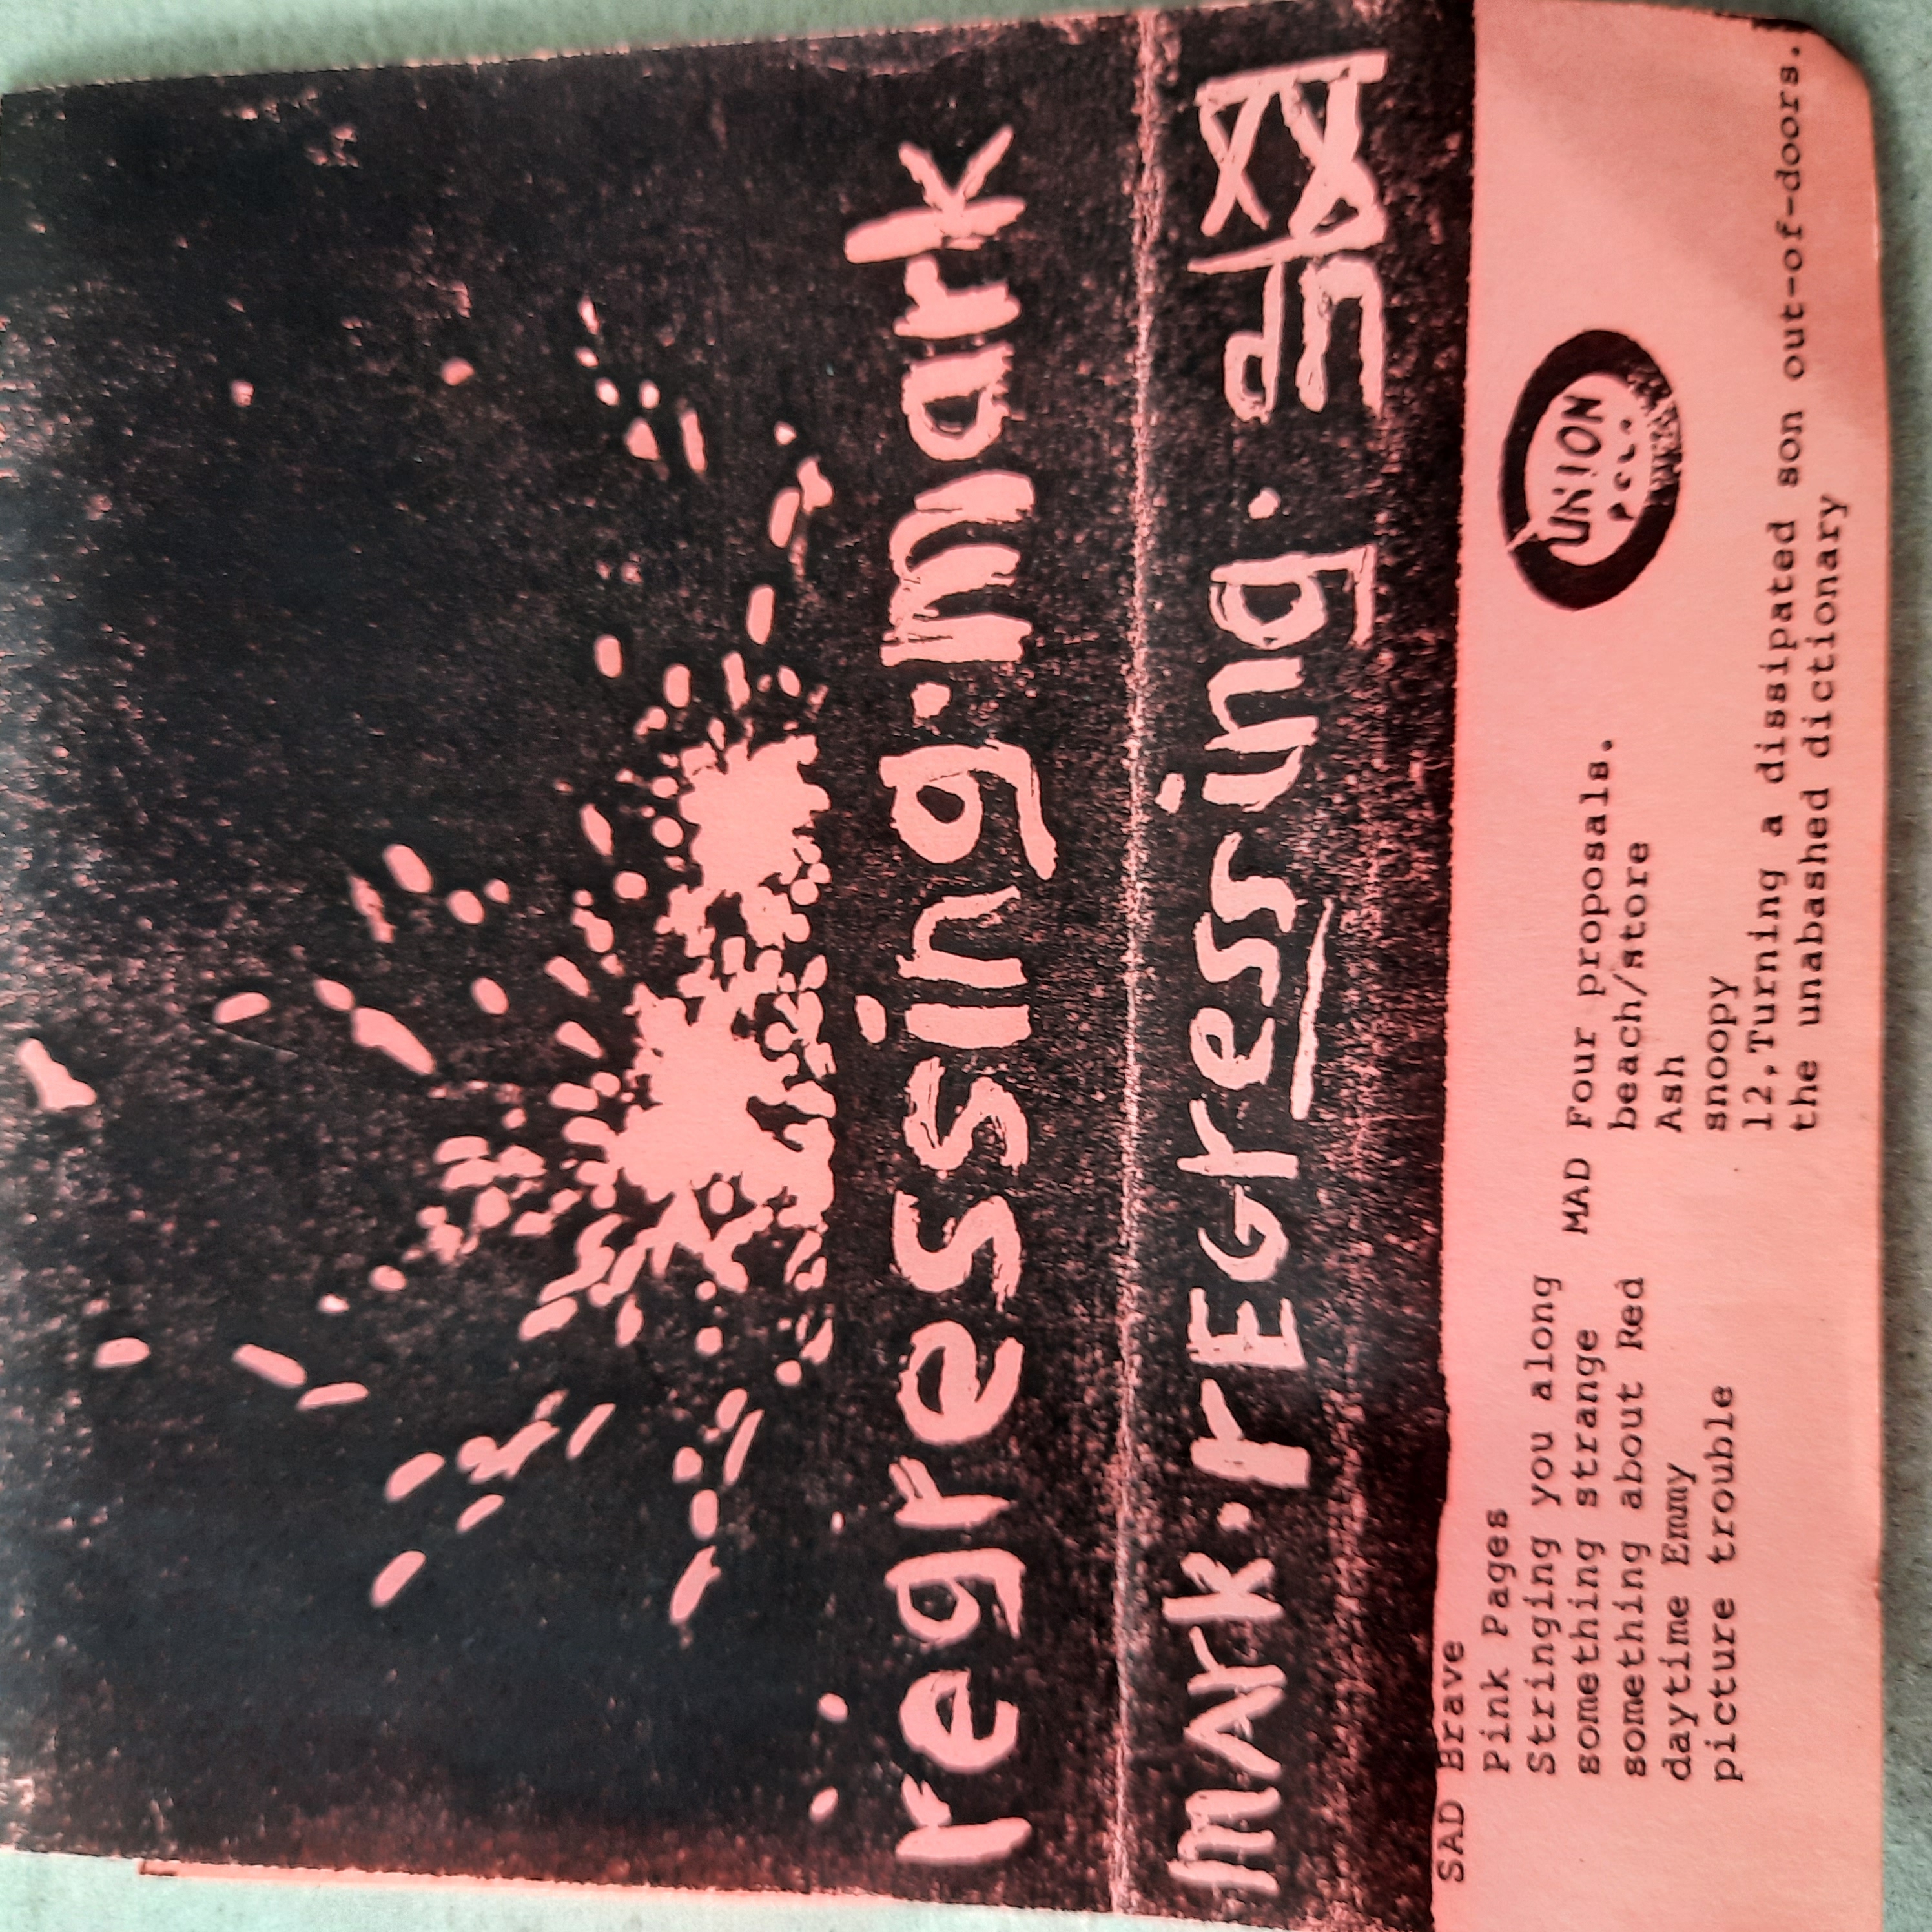 regressing·mark
mark·rEGressing·
SAD Brave
Pink Pages
Stringing you along
something strange
something about Red
daytime Emmy
picture trouble
MAD Four proposals.
beach/store
Ash
snoopy
12,Turning a dissipated son out-of-doors.
the unabashed dictionary
UNION
PCL.